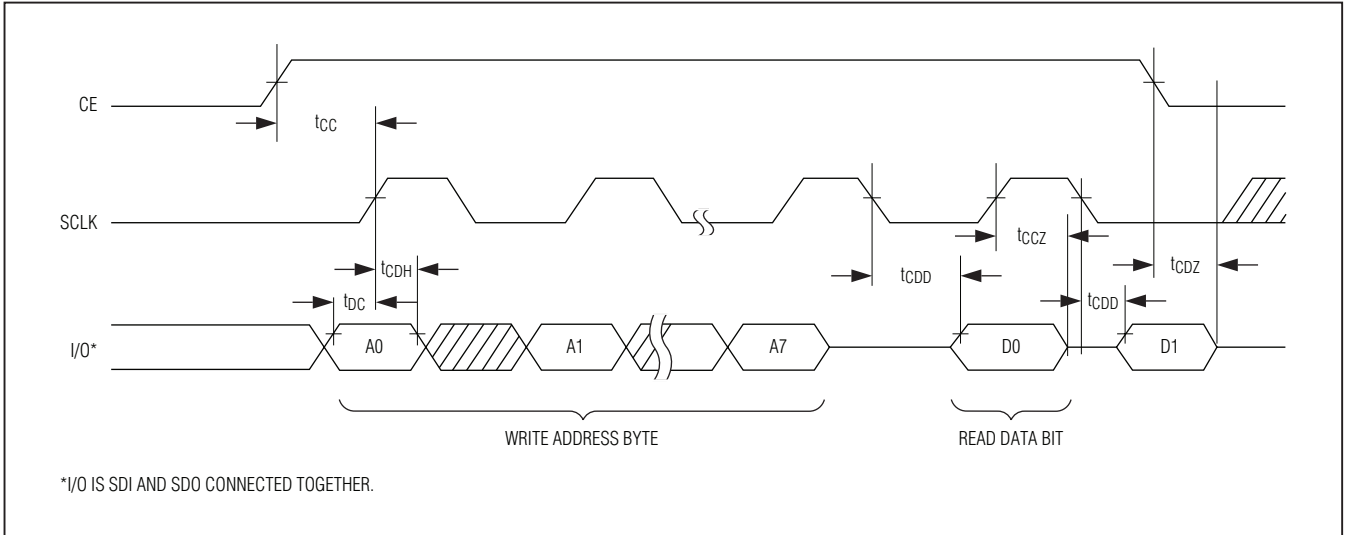 CE
tCC
SCLK
tCCZ
tCDH
tCDD
tCDZ
tDC
tCDD
I/O*
A0
A1
A7
D0
D1
WRITE ADDRESS BYTE
READ DATA BIT
*I/O IS SDI AND SDO CONNECTED TOGETHER.